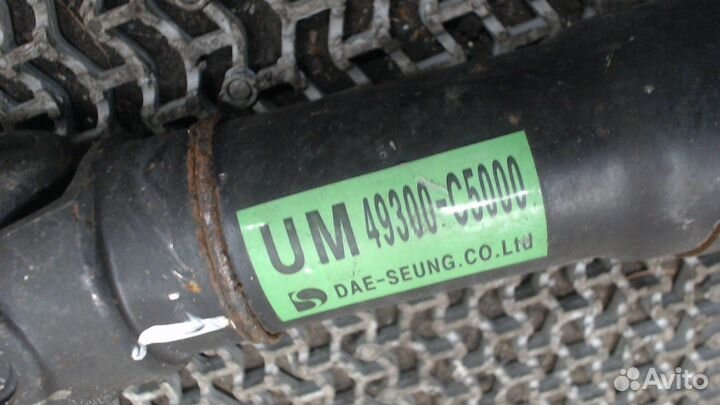 UM 49300-C5000
DAE-SEUNG.CO.Ltd
Avito